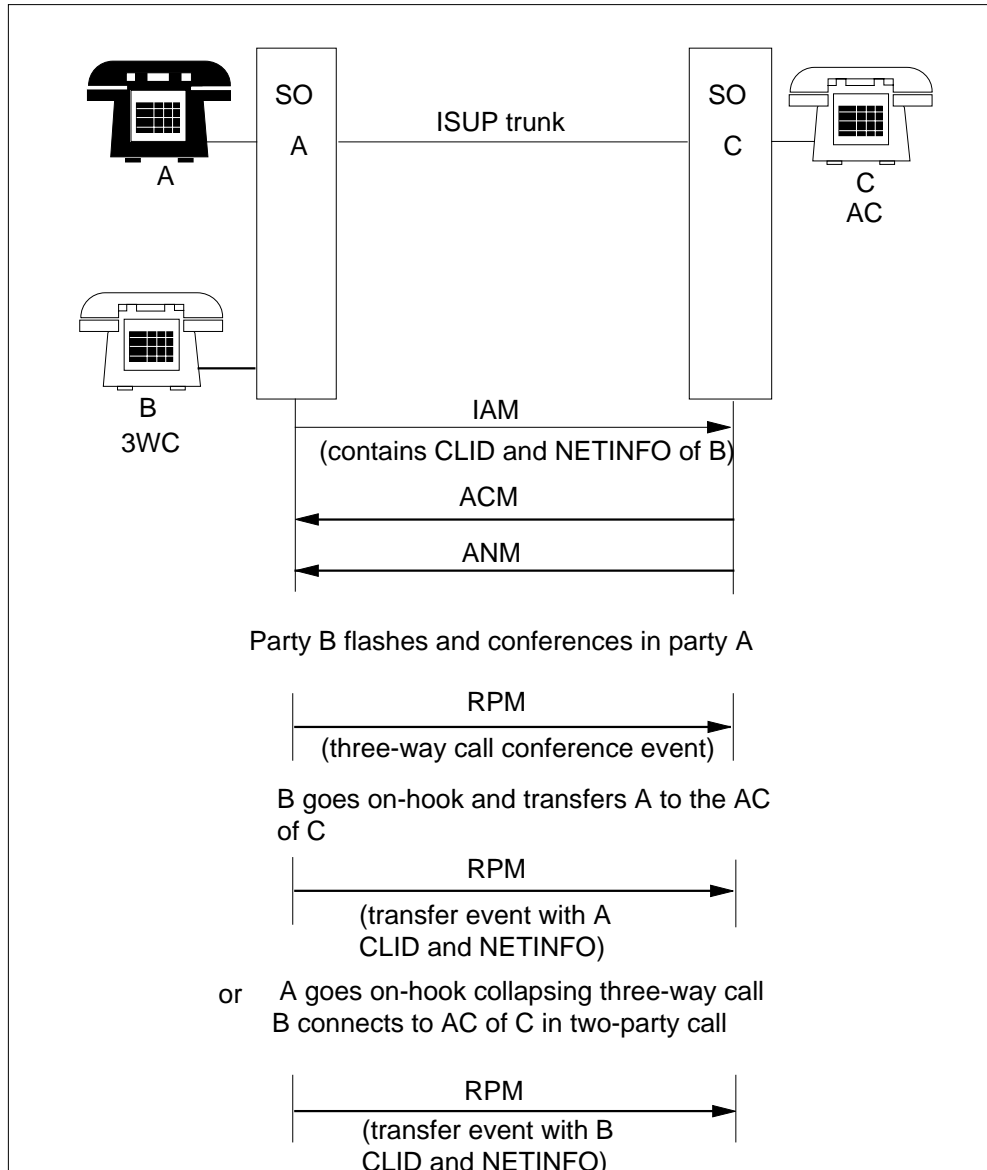 SO
A
ISUP trunk
SO
C
A
C
AC
B
3WC
IAM
(contains CLID and NETINFO of B)
ACM
ANM
Party B flashes and conferences in party A
RPM
(three-way call conference event)
B goes on-hook and transfers A to the AC
of C
RPM
(transfer event with A
CLID and NETINFO)
or A goes on-hook collapsing three-way call
B connects to AC of C in two-party call
RPM
(transfer event with B
CLID and NETINFO)